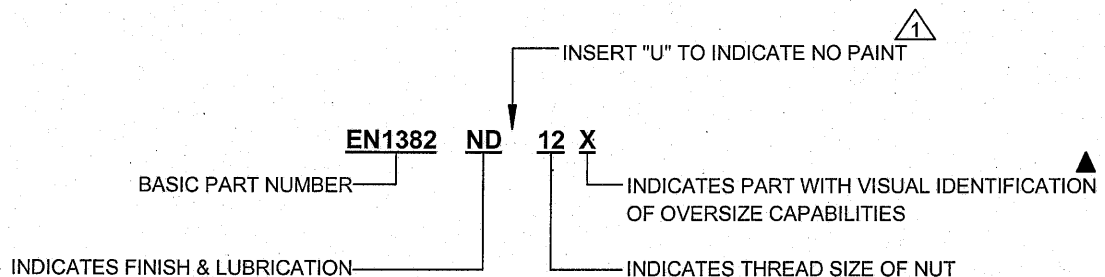 1
INSERT "U" TO INDICATE NO PAINT
EN1382 ND 12 X
BASIC PART NUMBER
INDICATES PART WITH VISUAL IDENTIFICATION
OF OVERSIZE CAPABILITIES
INDICATES FINISH & LUBRICATION
INDICATES THREAD SIZE OF NUT